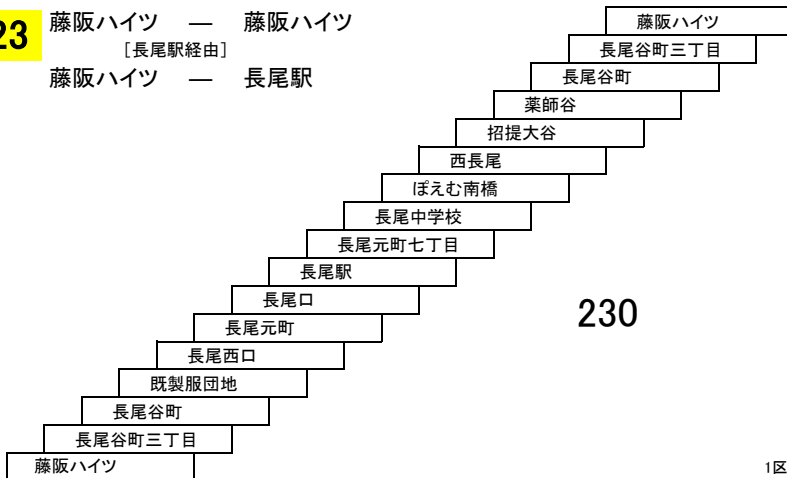 23
藤阪ハイツ ― 藤阪ハイツ
[長尾駅経由]
藤阪ハイツ ― 長尾駅
藤阪ハイツ
長尾谷町三丁目
長尾谷町
薬師谷
招提大谷
西長尾
ぽえむ南橋
長尾中学校
長尾元町七丁目
長尾駅
長尾口
長尾元町
長尾西口
既製服団地
長尾谷町
長尾谷町三丁目
藤阪ハイツ
230
1区